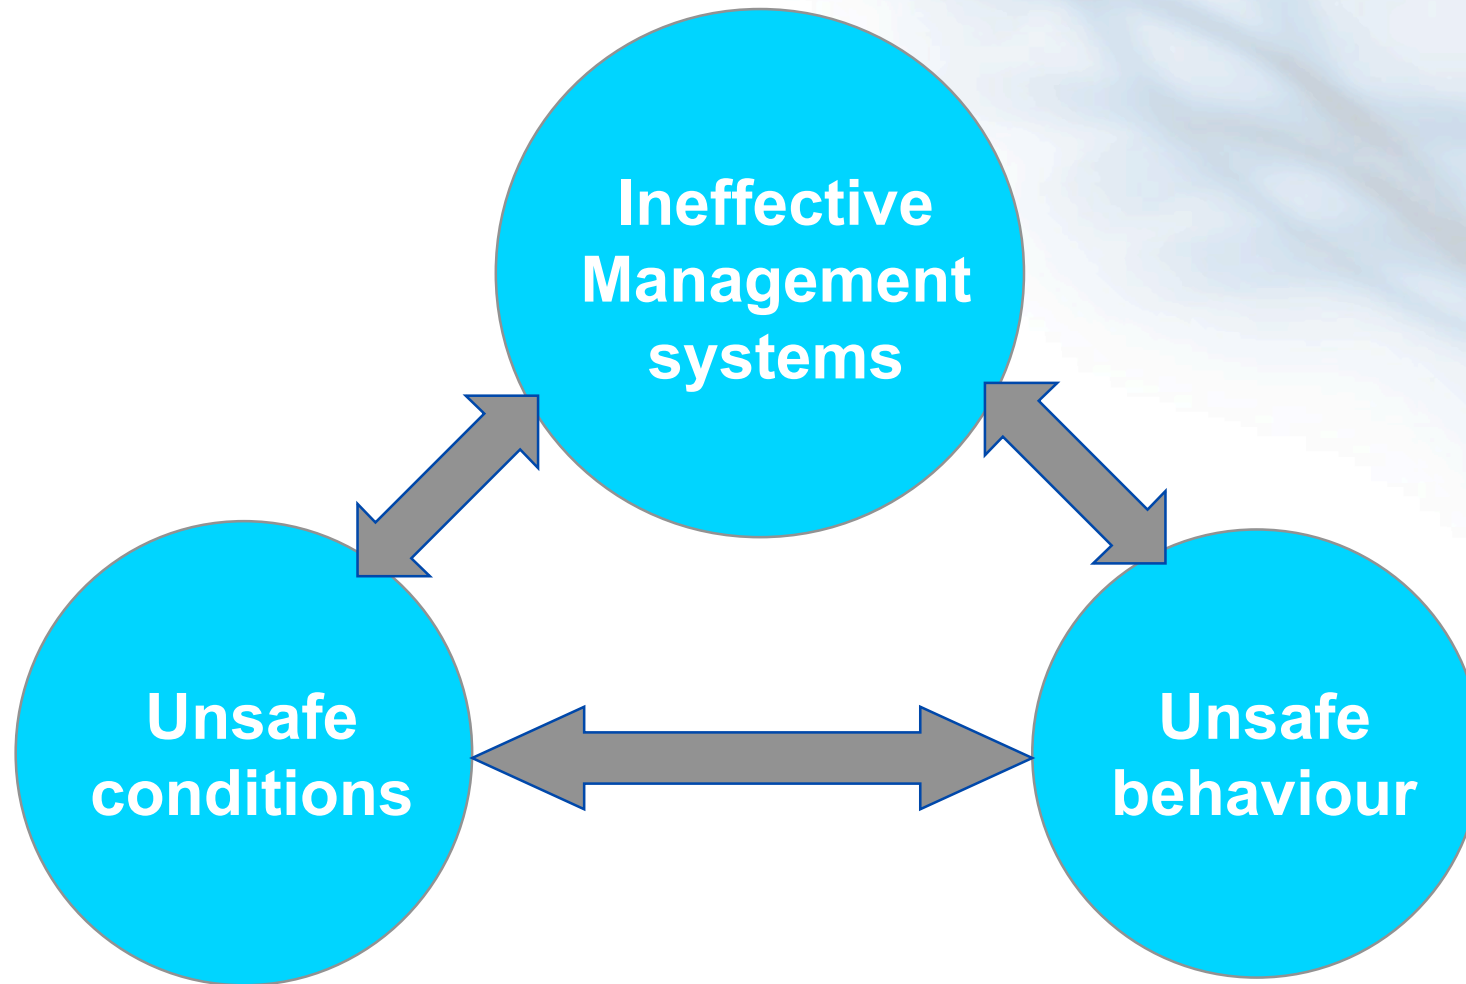 Ineffective
Management
systems
Unsafe
conditions
Unsafe
behaviour